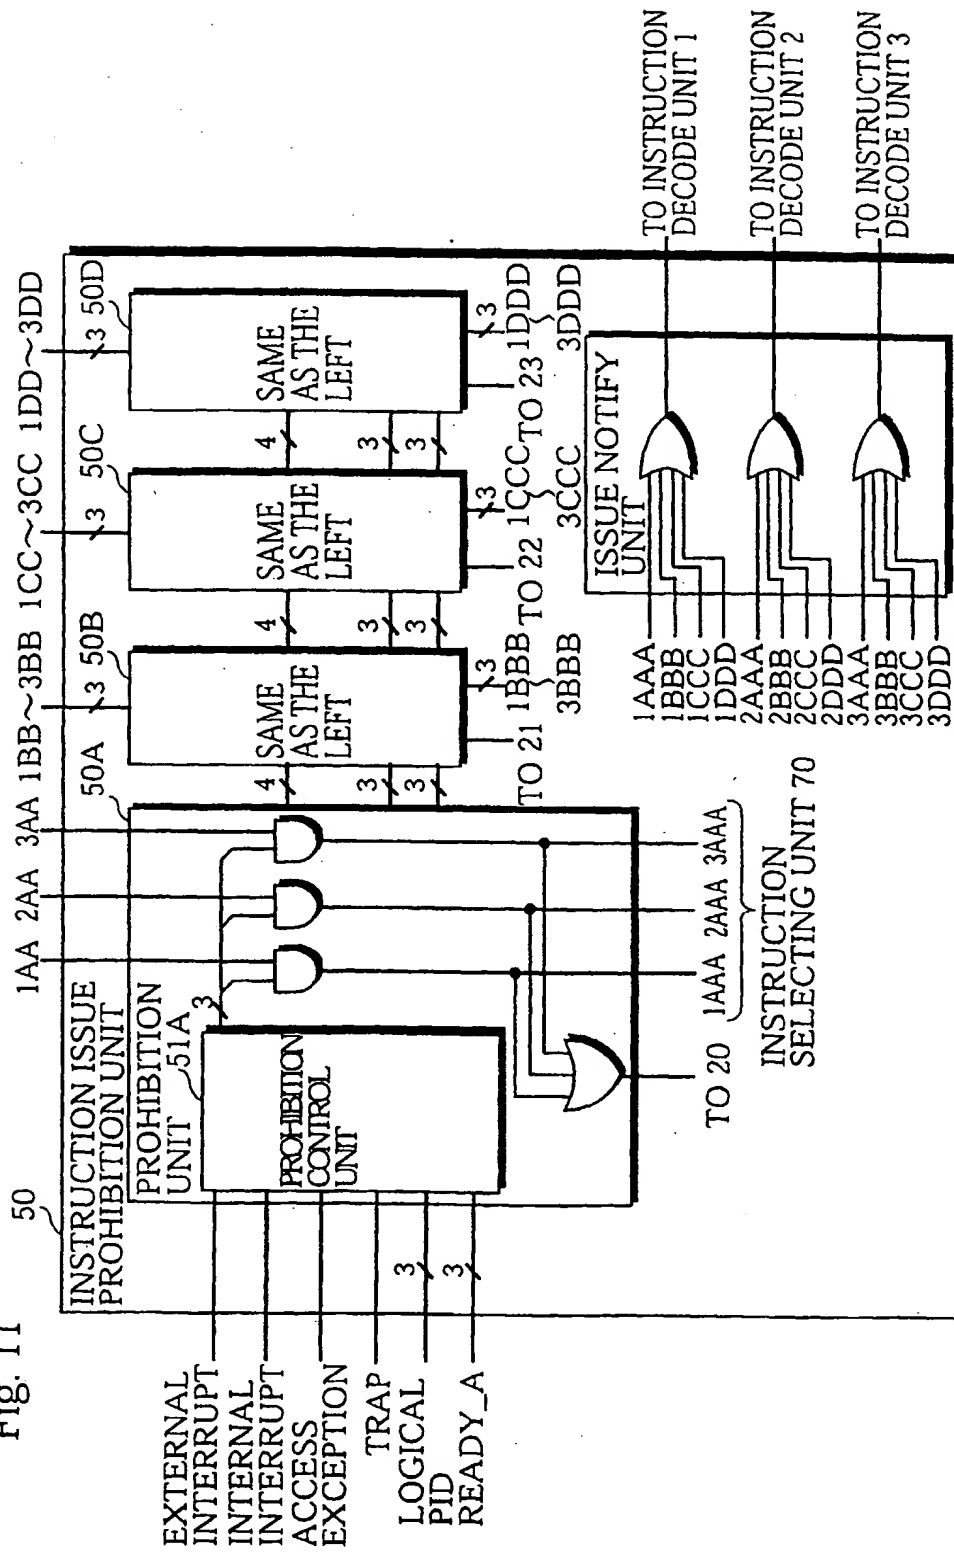 Fig. 11
50
INSTRUCTION ISSUE
PROHIBITION UNIT
1AA
2AA
3AA
1BB~3BB
1CC~3CC
1DD~3DD
50A
50B
50C
50D
3
3
3
PROHIBITION
UNIT
51A
3
PROHIBITION
CONTROL
UNIT
EXTERNAL
INTERRUPT
INTERNAL
INTERRUPT
ACCESS
EXCEPTION
TRAP
LOGICAL
PID
READY_A
3
3
4
3
3
SAME
AS THE
LEFT
4
3
3
SAME
AS THE
LEFT
4
3
3
SAME
AS THE
LEFT
TO 20
1AAA
2AAA
3AAA
INSTRUCTION
SELECTING UNIT 70
TO 21
3
1BBB
~
3BBB
TO 22
3
1CCC
~
3CCC
TO 23
3
1DDD
~
3DDD
ISSUE NOTIFY
UNIT
1AAA
1BBB
1CCC
1DDD
2AAA
2BBB
2CCC
2DDD
3AAA
3BBB
3CCC
3DDD
TO INSTRUCTION
DECODE UNIT 1
TO INSTRUCTION
DECODE UNIT 2
TO INSTRUCTION
DECODE UNIT 3